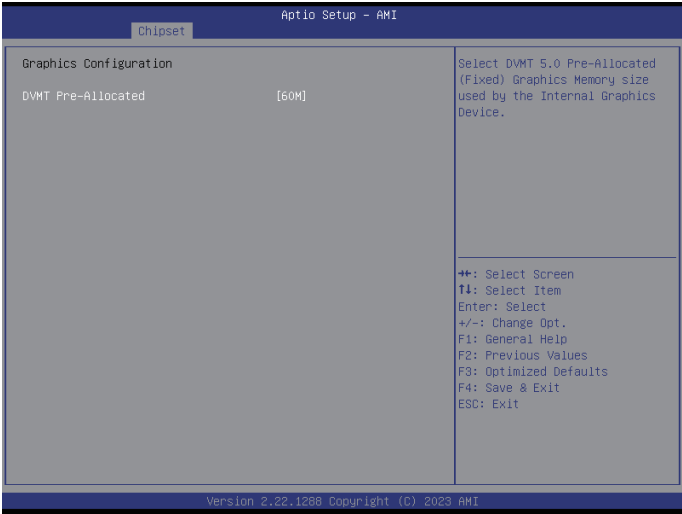 Aptio Setup – AMI
Chipset
Graphics Configuration
DVMT Pre-Allocated [60M]
Select DVMT 5.0 Pre-Allocated
(Fixed) Graphics Memory size
used by the Internal Graphics
Device.
→←: Select Screen
↑↓: Select Item
Enter: Select
+/-: Change Opt.
F1: General Help
F2: Previous Values
F3: Optimized Defaults
F4: Save & Exit
ESC: Exit
Version 2.22.1288 Copyright (C) 2023 AMI